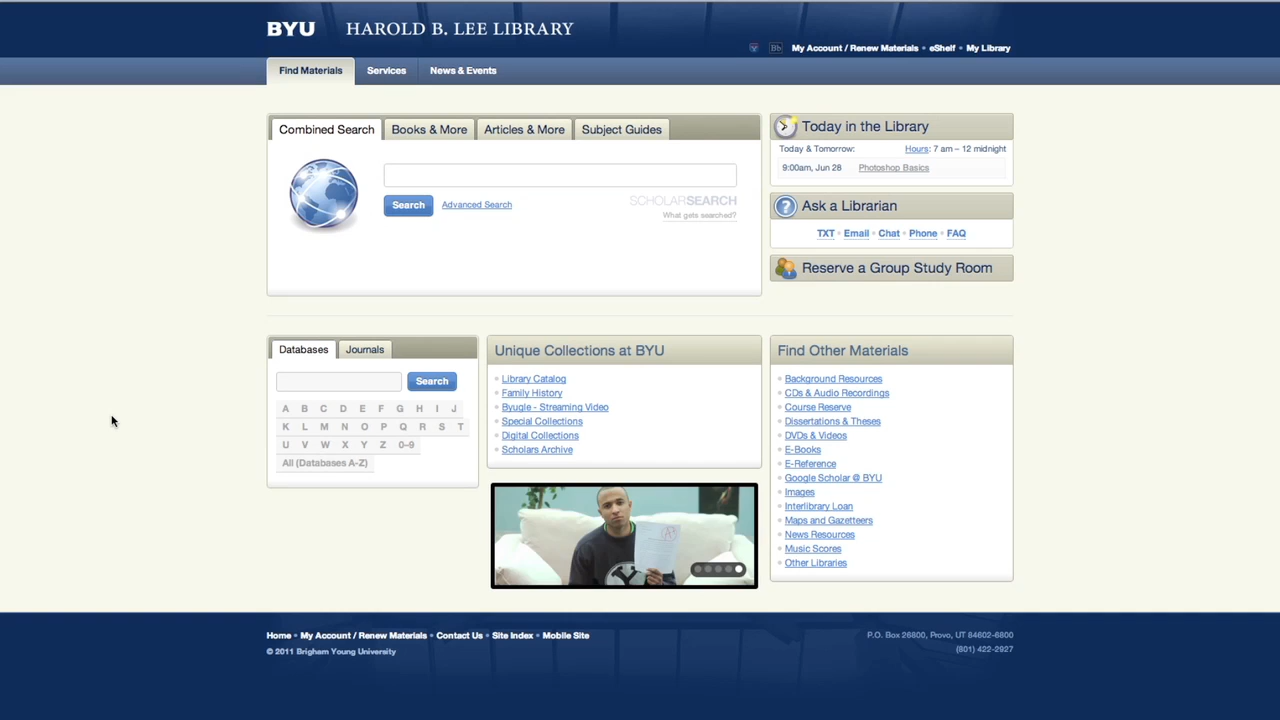 BYU HAROLD B. LEE LIBRARY
Bb My Account / Renew Materials • eShelf • My Library
Find Materials Services News & Events
Combined Search Books & More Articles & More Subject Guides
Search Advanced Search
SCHOLARSEARCH
What gets searched?
Today in the Library
Today & Tomorrow: Hours: 7 am – 12 midnight
9:00am, Jun 28 Photoshop Basics
Ask a Librarian
TXT • Email • Chat • Phone • FAQ
Reserve a Group Study Room
Databases Journals
Search
A B C D E F G H I J
K L M N O P Q R S T
U V W X Y Z 0–9
All (Databases A-Z)
Unique Collections at BYU
Library Catalog
Family History
Byugle - Streaming Video
Special Collections
Digital Collections
Scholars Archive
Y
A+
Find Other Materials
Background Resources
CDs & Audio Recordings
Course Reserve
Dissertations & Theses
DVDs & Videos
E-Books
E-Reference
Google Scholar @ BYU
Images
Interlibrary Loan
Maps and Gazetteers
News Resources
Music Scores
Other Libraries
Home • My Account / Renew Materials • Contact Us • Site Index • Mobile Site
© 2011 Brigham Young University
P.O. Box 26800, Provo, UT 84602-6800
(801) 422-2927